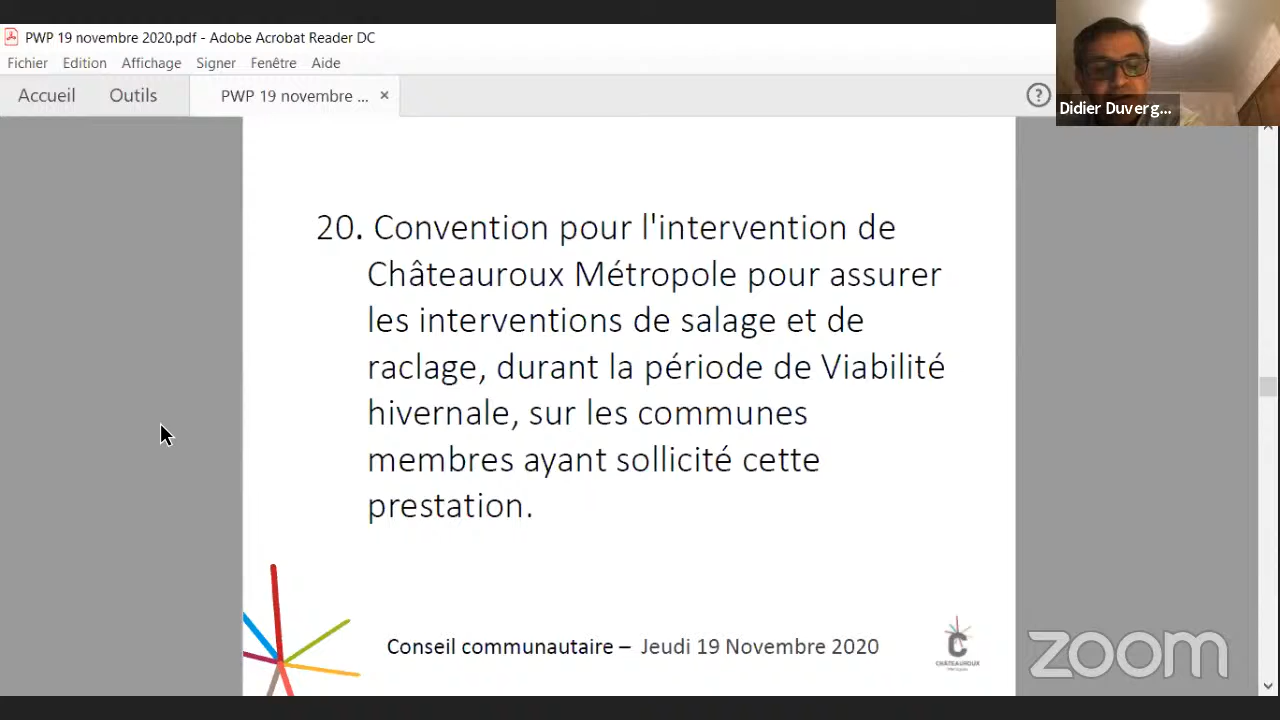 PWP 19 novembre 2020.pdf - Adobe Acrobat Reader DC
Fichier Edition Affichage Signer Fenêtre Aide
Accueil Outils PWP 19 novembre ... ×
Didier Duverg...
20. Convention pour l'intervention de
Châteauroux Métropole pour assurer
les interventions de salage et de
raclage, durant la période de Viabilité
hivernale, sur les communes
membres ayant sollicité cette
prestation.
Conseil communautaire – Jeudi 19 Novembre 2020
CHÂTEAUROUX
zoom